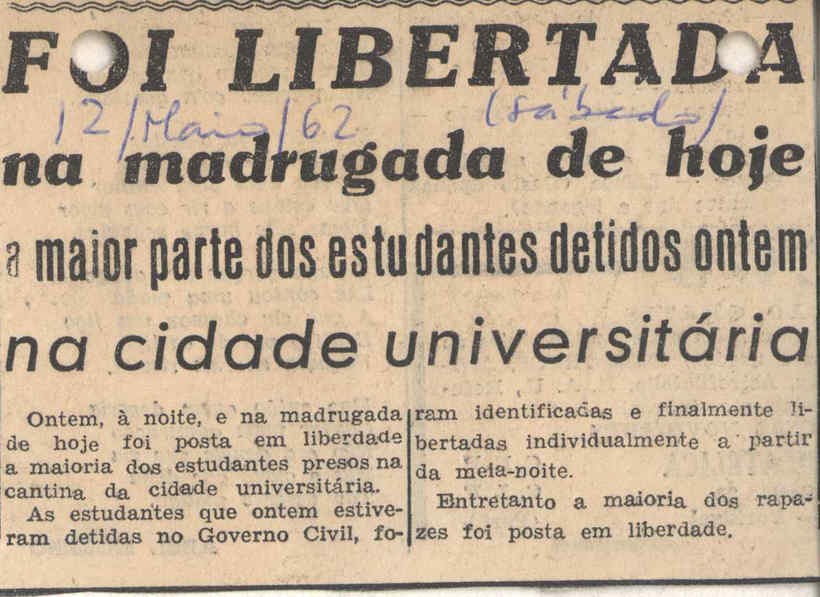 FOI LIBERTADA
12/Maio/62 (sábado)
na madrugada de hoje
a maior parte dos estudantes detidos ontem
na cidade universitária
Ontem, à noite, e na madrugada
de hoje foi posta em liberdade
a maioria dos estudantes presos na
cantina da cidade universitária.
As estudantes que ontem estive-
ram detidas no Governo Civil, fo-
ram identificadas e finalmente li-
bertadas individualmente a partir
da meia-noite.
Entretanto a maioria dos rapa-
zes foi posta em liberdade.